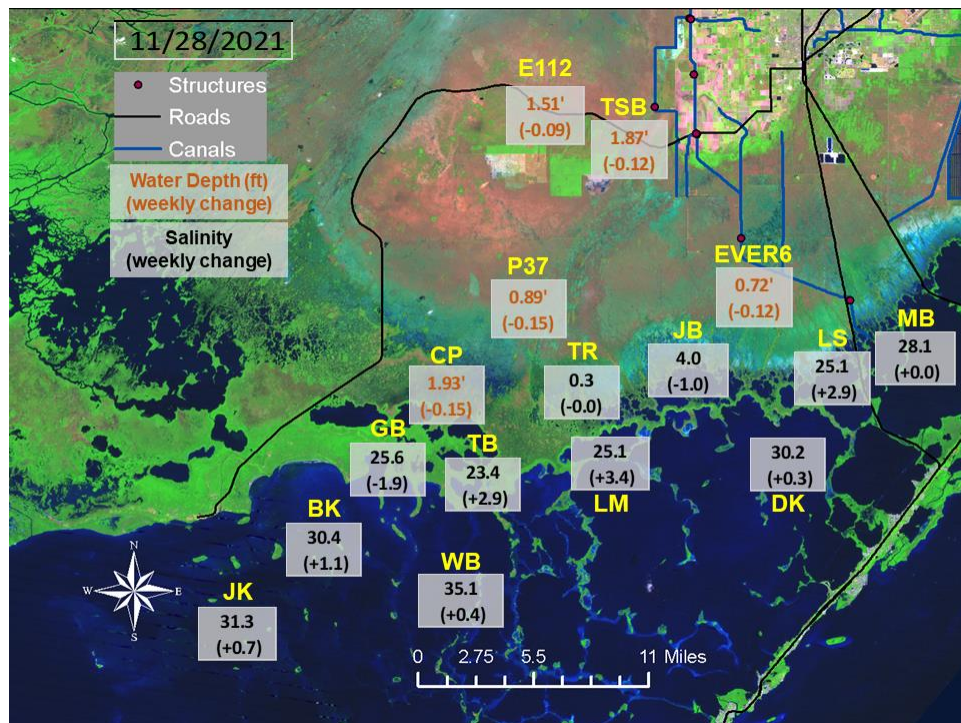 11/28/2021
Structures
Roads
Canals
Water Depth (ft)
(weekly change)
Salinity
(weekly change)
E112
1.51'
(-0.09)
TSB
1.87'
(-0.12)
P37
0.89'
(-0.15)
EVER6
0.72'
(-0.12)
CP
1.93'
(-0.15)
TR
0.3
(-0.0)
JB
4.0
(-1.0)
LS
25.1
(+2.9)
MB
28.1
(+0.0)
GB
25.6
(-1.9)
TB
23.4
(+2.9)
25.1
(+3.4)
LM
30.2
(+0.3)
DK
BK
30.4
(+1.1)
WB
35.1
(+0.4)
JK
31.3
(+0.7)
N
W E
S
0 2.75 5.5 11 Miles